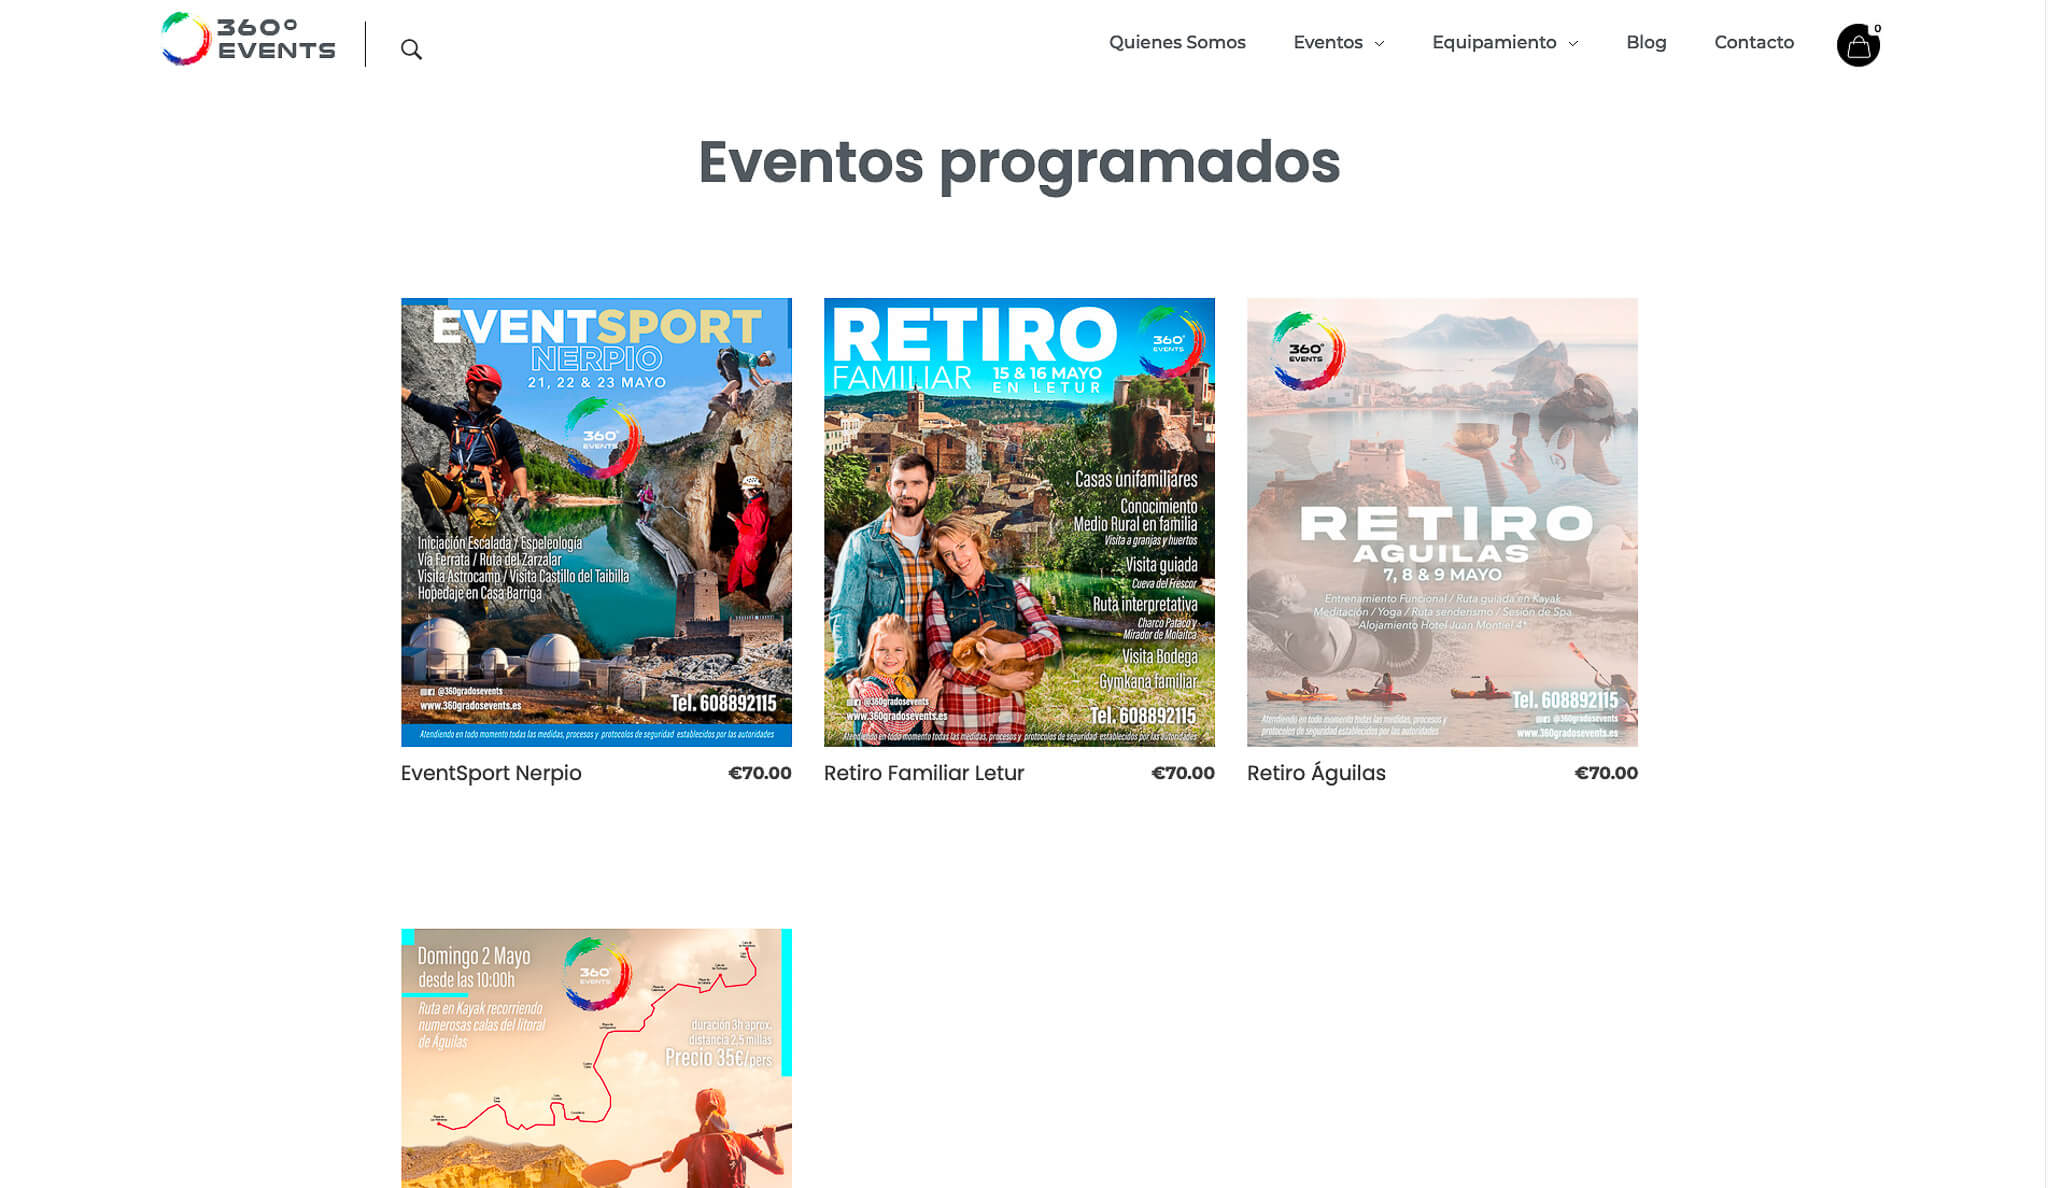 360°
EVENTS
Quienes Somos
Eventos
Equipamiento
Blog
Contacto
0
Eventos programados
EVENTSPORT
NERPIO
21, 22 & 23 MAYO
360°
EVENTS
Iniciación Escalada / Espeleología
Vía Ferrata / Ruta del Zarzalar
Visita Astrocamp / Visita Castillo del Taibilla
Hopedaje en Casa Barriga
@360gradosevents
www.360gradosevents.es
Tel. 608892115
Atendiendo en todo momento todas las medidas, procesos y protocolos de seguridad establecidos por las autoridades
EventSport Nerpio
€70.00
RETIRO
FAMILIAR
15 & 16 MAYO
EN LETUR
360°
EVENTS
Casas unifamiliares
Conocimiento
Medio Rural en familia
Visita a granjas y huertos
Visita guiada
Cueva del Frescor
Ruta interpretativa
Charco Pataco y
Mirador de Molaitca
Visita Bodega
Gymkana familiar
@360gradosevents
www.360gradosevents.es
Tel. 608892115
Atendiendo en todo momento todas las medidas, procesos y protocolos de seguridad establecidos por las autoridades
Retiro Familiar Letur
€70.00
360°
EVENTS
RETIRO
AGUILAS
7, 8 & 9 MAYO
Entrenamiento Funcional / Ruta guiada en Kayak
Meditación / Yoga / Ruta senderismo / Sesión de Spa
Alojamiento Hotel Juan Montiel 4*
Tel. 608892115
@360gradosevents
www.360gradosevents.es
Atendiendo en todo momento todas las medidas, procesos y
protocolos de seguridad establecidos por las autoridades
Retiro Águilas
€70.00
Domingo 2 Mayo
desde las 10:00h
Ruta en Kayak recorriendo
numerosas calas del litoral
de Águilas
360°
EVENTS
duración 3h aprox.
distancia 2,5 millas
Precio 35€/pers